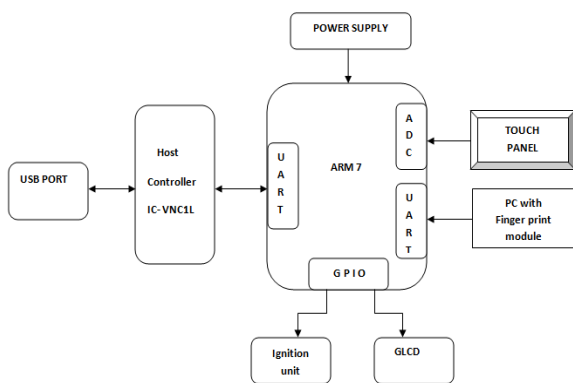 POWER SUPPLY
USB PORT
Host
Controller
IC-VNC1L
U
A
R
T
ARM 7
A
D
C
U
A
R
T
G P I O
TOUCH
PANEL
PC with
Finger print
module
Ignition
unit
GLCD